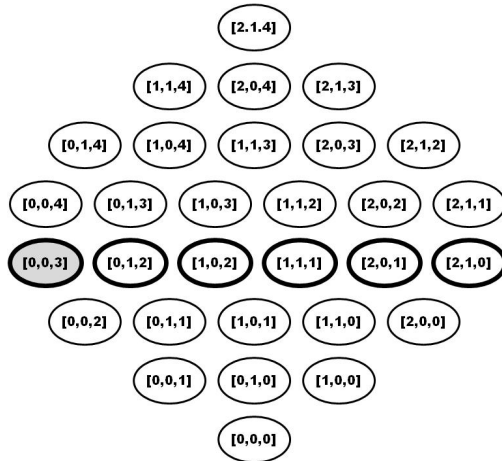 [2.1.4]
[1,1,4] [2,0,4] [2,1,3]
[0,1,4] [1,0,4] [1,1,3] [2,0,3] [2,1,2]
[0,0,4] [0,1,3] [1,0,3] [1,1,2] [2,0,2] [2,1,1]
[0,0,3] [0,1,2] [1,0,2] [1,1,1] [2,0,1] [2,1,0]
[0,0,2] [0,1,1] [1,0,1] [1,1,0] [2,0,0]
[0,0,1] [0,1,0] [1,0,0]
[0,0,0]